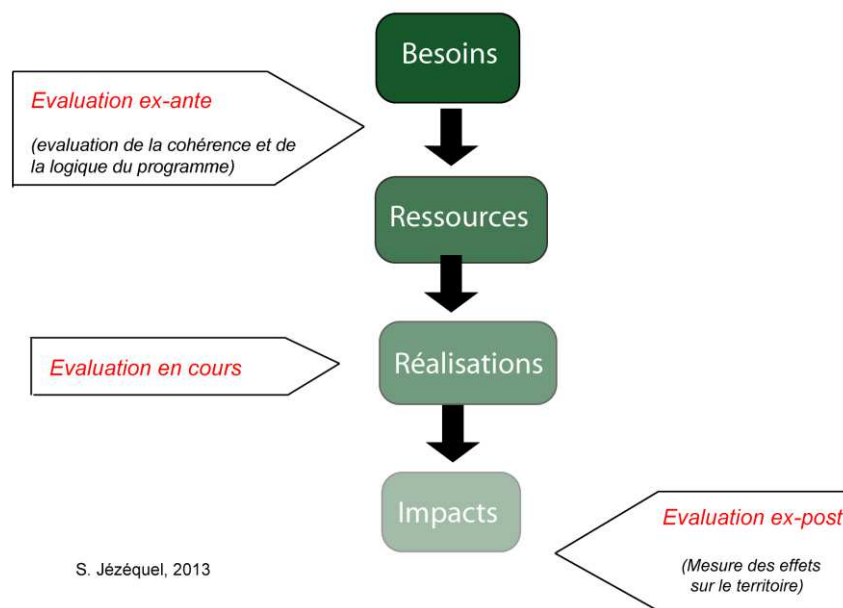 Besoins
Evaluation ex-ante
(evaluation de la cohérence et de
la logique du programme)
Ressources
Evaluation en cours
Réalisations
Impacts
Evaluation ex-post
(Mesure des effets
sur le territoire)
S. Jézéquel, 2013